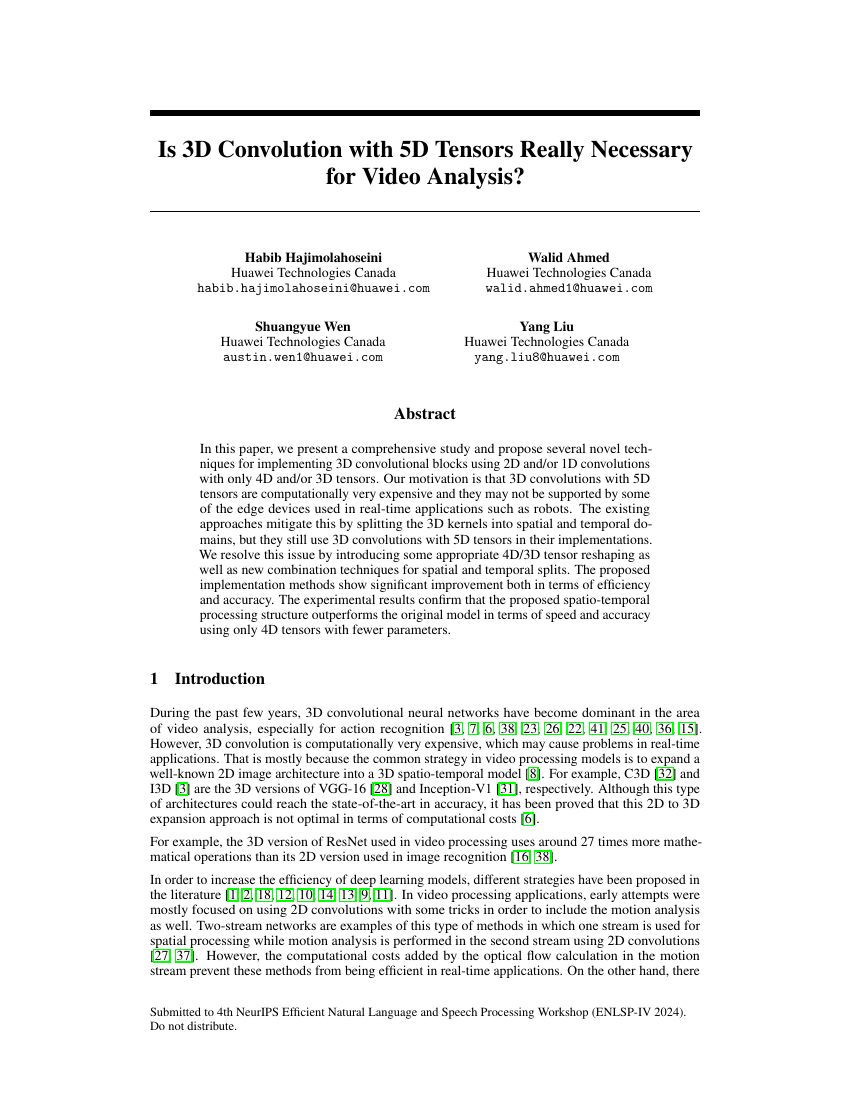 Is 3D Convolution with 5D Tensors Really Necessary
for Video Analysis?
Habib Hajimolahoseini
Huawei Technologies Canada
habib.hajimolahoseini@huawei.com
Walid Ahmed
Huawei Technologies Canada
walid.ahmed1@huawei.com
Shuangyue Wen
Huawei Technologies Canada
austin.wen1@huawei.com
Yang Liu
Huawei Technologies Canada
yang.liu8@huawei.com
Abstract
In this paper, we present a comprehensive study and propose several novel tech-
niques for implementing 3D convolutional blocks using 2D and/or 1D convolutions
with only 4D and/or 3D tensors. Our motivation is that 3D convolutions with 5D
tensors are computationally very expensive and they may not be supported by some
of the edge devices used in real-time applications such as robots. The existing
approaches mitigate this by splitting the 3D kernels into spatial and temporal do-
mains, but they still use 3D convolutions with 5D tensors in their implementations.
We resolve this issue by introducing some appropriate 4D/3D tensor reshaping as
well as new combination techniques for spatial and temporal splits. The proposed
implementation methods show significant improvement both in terms of efficiency
and accuracy. The experimental results confirm that the proposed spatio-temporal
processing structure outperforms the original model in terms of speed and accuracy
using only 4D tensors with fewer parameters.
1 Introduction
During the past few years, 3D convolutional neural networks have become dominant in the area
of video analysis, especially for action recognition [3, 7, 6, 38, 23, 26, 22, 41, 25, 40, 36, 15].
However, 3D convolution is computationally very expensive, which may cause problems in real-time
applications. That is mostly because the common strategy in video processing models is to expand a
well-known 2D image architecture into a 3D spatio-temporal model [8]. For example, C3D [32] and
I3D [3] are the 3D versions of VGG-16 [28] and Inception-V1 [31], respectively. Although this type
of architectures could reach the state-of-the-art in accuracy, it has been proved that this 2D to 3D
expansion approach is not optimal in terms of computational costs [6].
For example, the 3D version of ResNet used in video processing uses around 27 times more mathe-
matical operations than its 2D version used in image recognition [16, 38].
In order to increase the efficiency of deep learning models, different strategies have been proposed in
the literature [1, 2, 18, 12, 10, 14, 13, 9, 11]. In video processing applications, early attempts were
mostly focused on using 2D convolutions with some tricks in order to include the motion analysis
as well. Two-stream networks are examples of this type of methods in which one stream is used for
spatial processing while motion analysis is performed in the second stream using 2D convolutions
[27, 37]. However, the computational costs added by the optical flow calculation in the motion
stream prevent these methods from being efficient in real-time applications. On the other hand, there
Submitted to 4th NeurIPS Efficient Natural Language and Speech Processing Workshop (ENLSP-IV 2024).
Do not distribute.